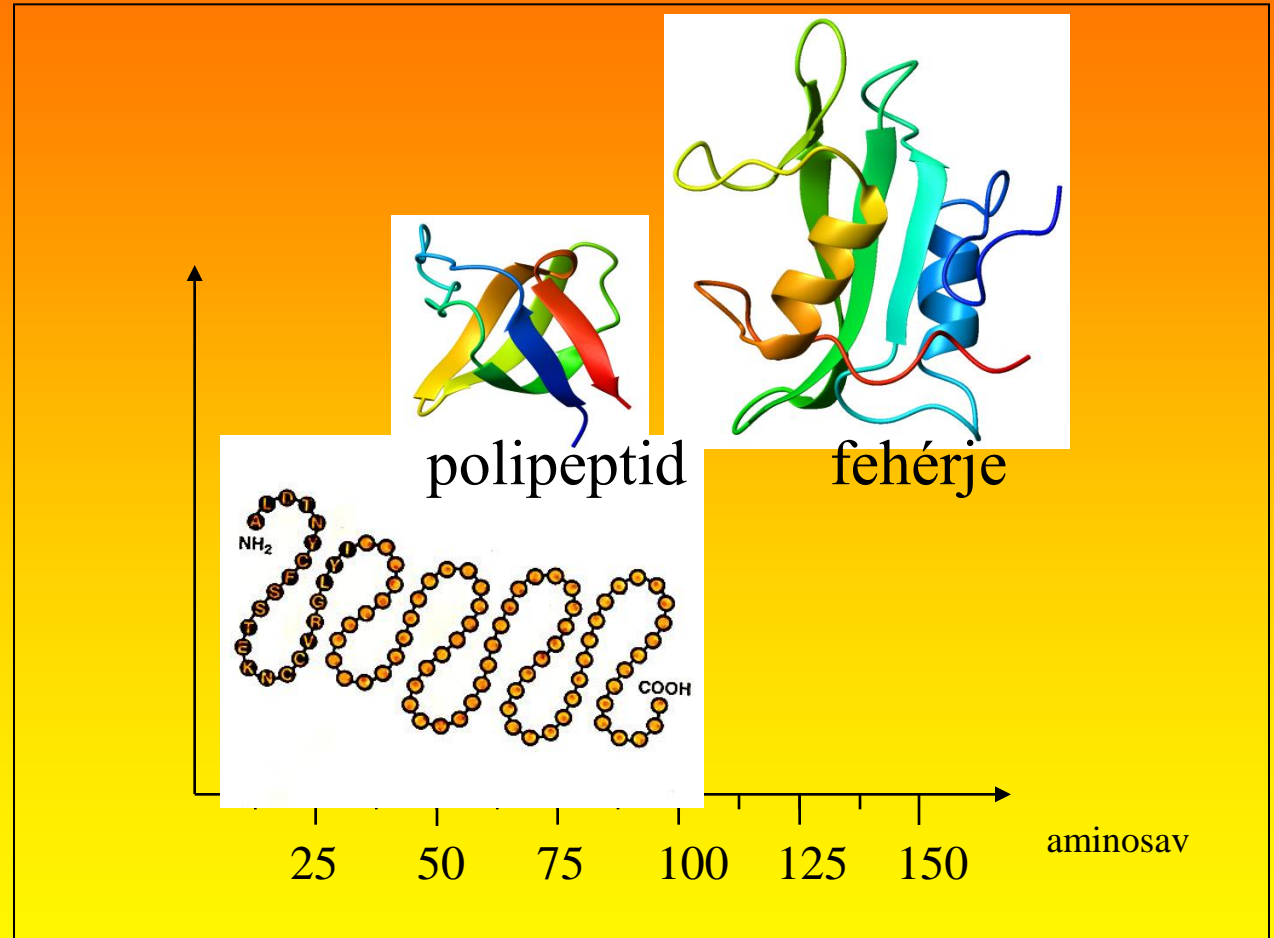 polipeptid
fehérje
A L D T N Y C F S S T E K N C C V R G L Y I
NH₂
COOH
25 50 75 100 125 150
aminosav